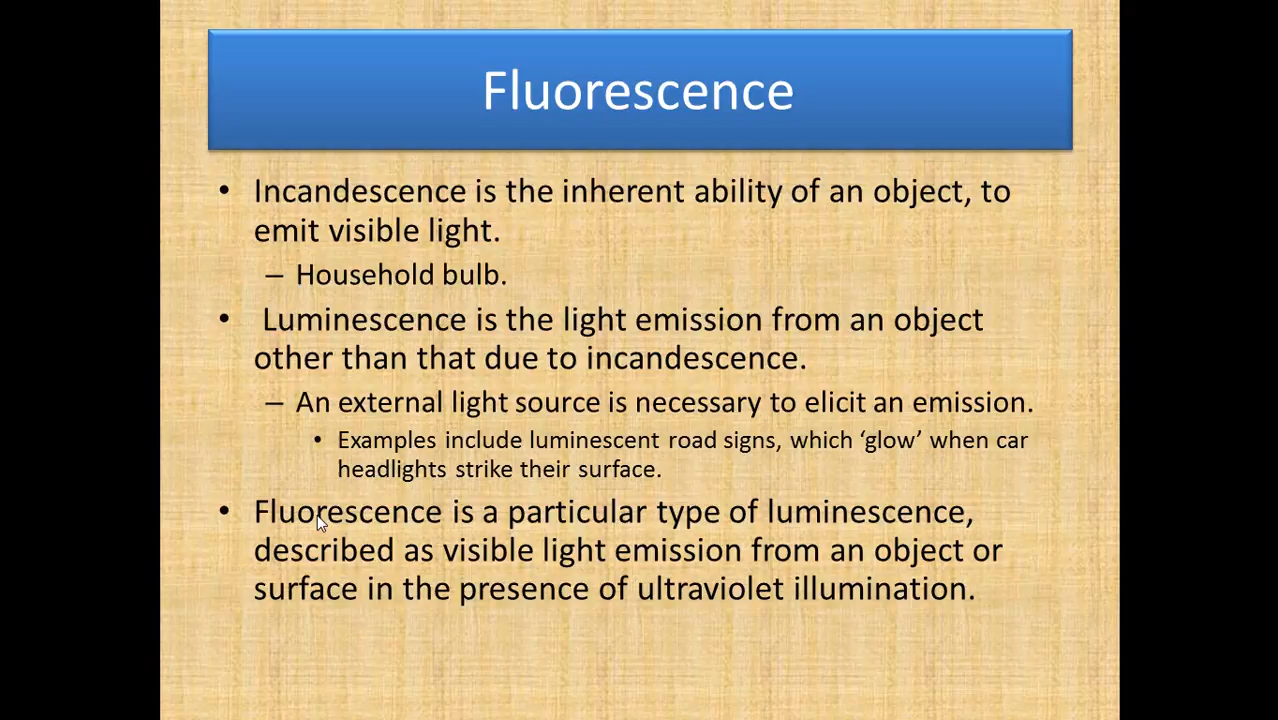 Fluorescence
• Incandescence is the inherent ability of an object, to
emit visible light.
– Household bulb.
• Luminescence is the light emission from an object
other than that due to incandescence.
– An external light source is necessary to elicit an emission.
• Examples include luminescent road signs, which ‘glow’ when car
headlights strike their surface.
• Fluorescence is a particular type of luminescence,
described as visible light emission from an object or
surface in the presence of ultraviolet illumination.